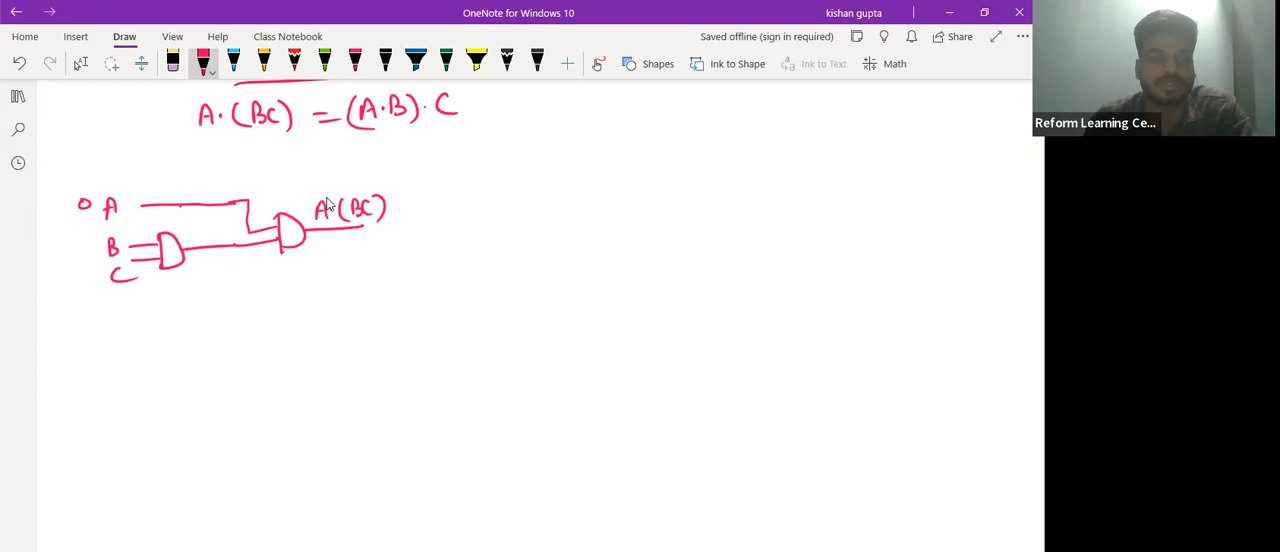 OneNote for Windows 10
kishan gupta
Home Insert Draw View Help Class Notebook
Saved offline (sign in required)
Share
Shapes
Ink to Shape
Ink to Text
Math
Reform Learning Ce...
A·(BC) = (A·B)·C
0 A
A·(BC)
B
C